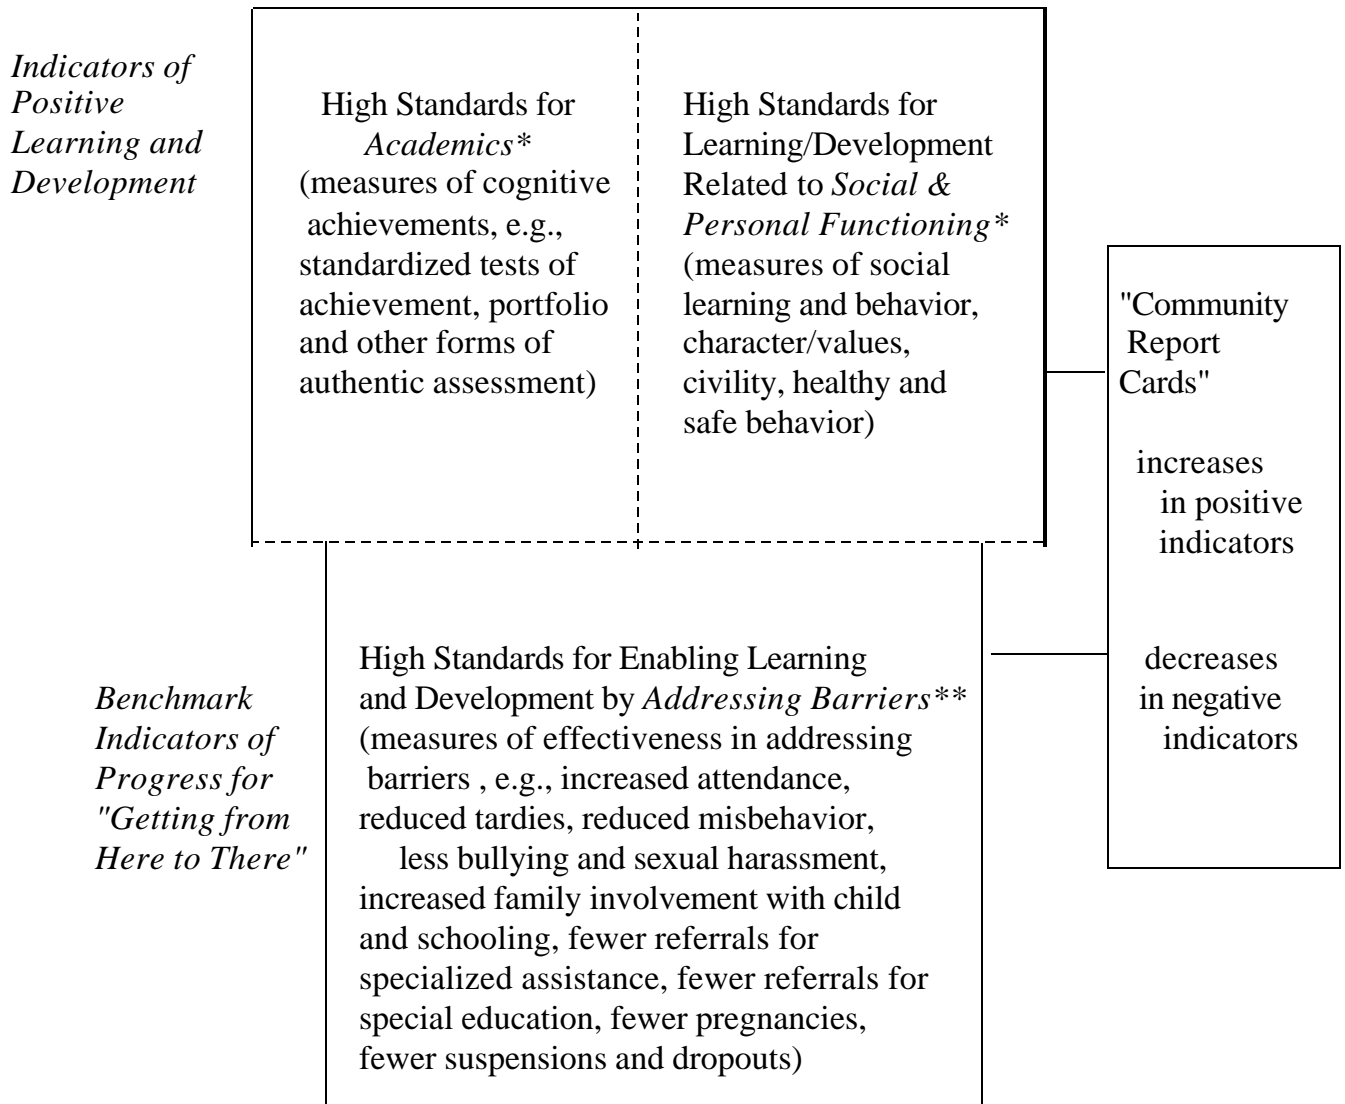 Indicators of
Positive
Learning and
Development
High Standards for
Academics*
(measures of cognitive
achievements, e.g.,
standardized tests of
achievement, portfolio
and other forms of
authentic assessment)
High Standards for
Learning/Development
Related to Social &
Personal Functioning*
(measures of social
learning and behavior,
character/values,
civility, healthy and
safe behavior)
"Community
Report
Cards"
increases
in positive
indicators
decreases
in negative
indicators
Benchmark
Indicators of
Progress for
"Getting from
Here to There"
High Standards for Enabling Learning
and Development by Addressing Barriers**
(measures of effectiveness in addressing
barriers , e.g., increased attendance,
reduced tardies, reduced misbehavior,
less bullying and sexual harassment,
increased family involvement with child
and schooling, fewer referrals for
specialized assistance, fewer referrals for
special education, fewer pregnancies,
fewer suspensions and dropouts)